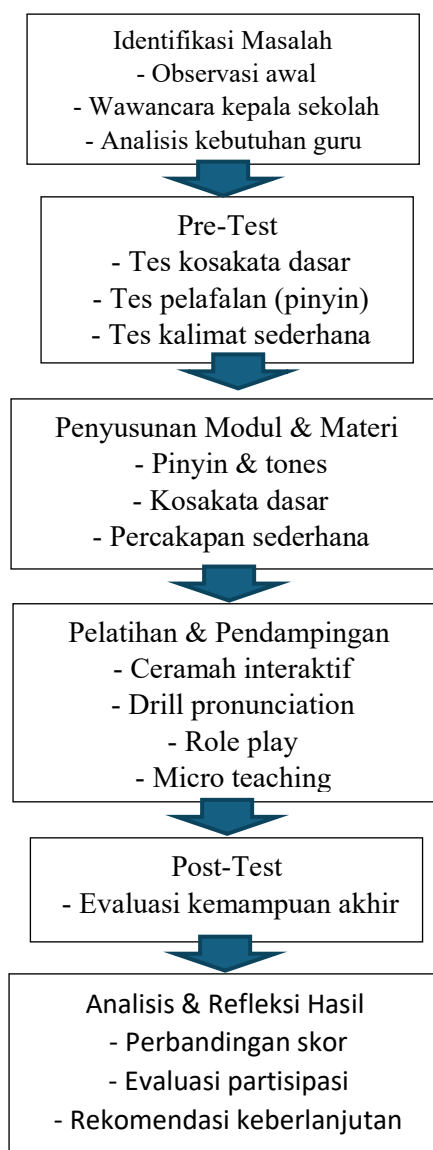 Identifikasi Masalah
- Observasi awal
- Wawancara kepala sekolah
- Analisis kebutuhan guru
Pre-Test
- Tes kosakata dasar
- Tes pelafalan (pinyin)
- Tes kalimat sederhana
Penyusunan Modul & Materi
- Pinyin & tones
- Kosakata dasar
- Percakapan sederhana
Pelatihan & Pendampingan
- Ceramah interaktif
- Drill pronunciation
- Role play
- Micro teaching
Post-Test
- Evaluasi kemampuan akhir
Analisis & Refleksi Hasil
- Perbandingan skor
- Evaluasi partisipasi
- Rekomendasi keberlanjutan